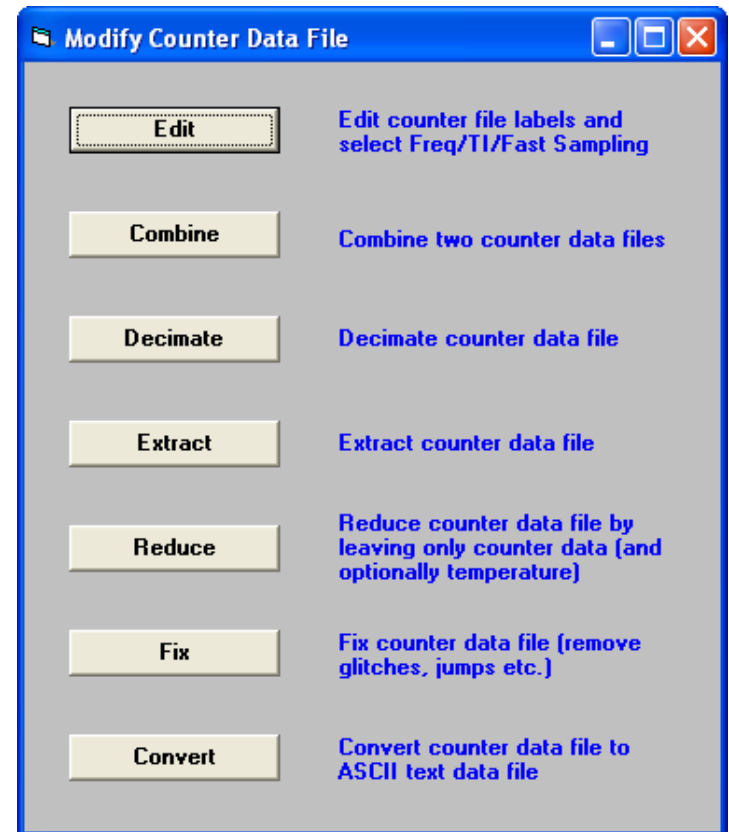 Modify Counter Data File
Edit
Edit counter file labels and
select Freq/TI/Fast Sampling
Combine
Combine two counter data files
Decimate
Decimate counter data file
Extract
Extract counter data file
Reduce
Reduce counter data file by
leaving only counter data (and
optionally temperature)
Fix
Fix counter data file (remove
glitches, jumps etc.)
Convert
Convert counter data file to
ASCII text data file